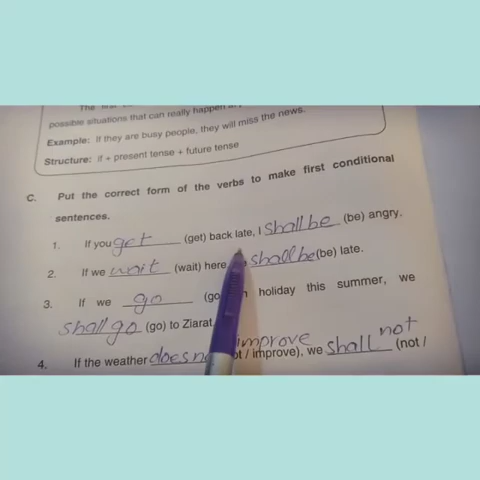 The
possible situations that can really happen
Example: If they are busy people, they will miss the news.
Structure: if + present tense + future tense
C. Put the correct form of the verbs to make first conditional
sentences.
1. If you get (get) back late, I shall be (be) angry.
2. If we wait (wait) here shall be (be) late.
3. If we go (go holiday this summer, we
shall go (go) to Ziarat.
improve not
4. If the weather does / improve), we shall (not /